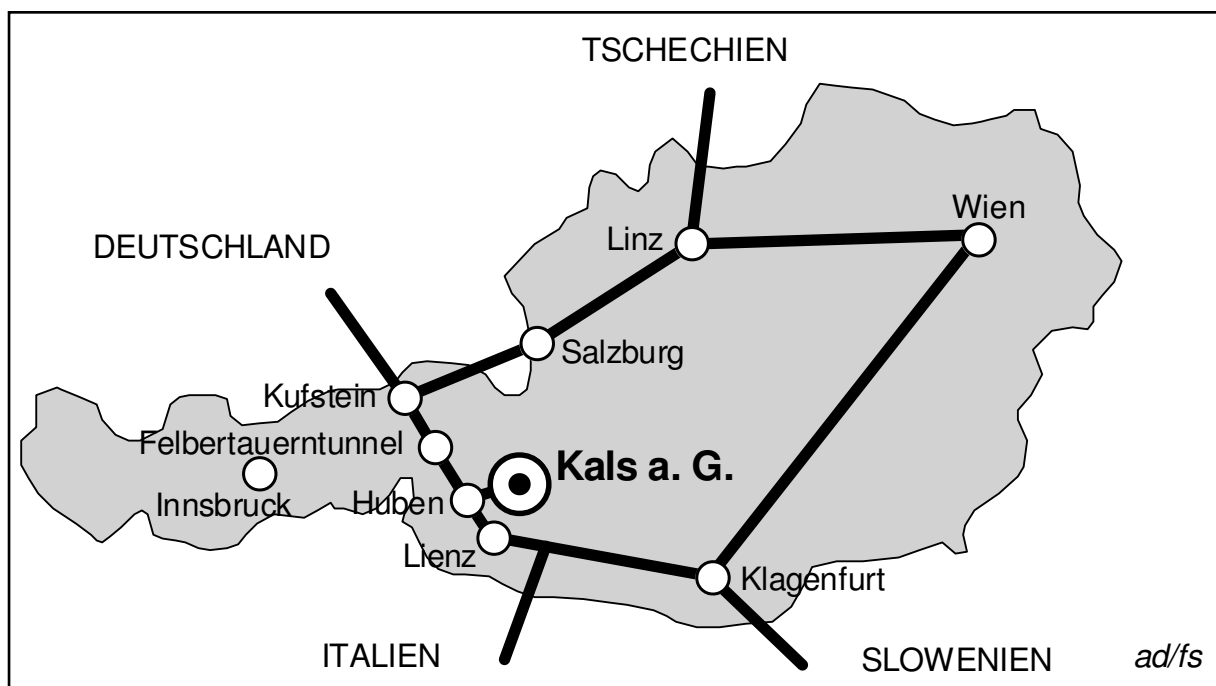 TSCHECHIEN
Wien
Linz
DEUTSCHLAND
Salzburg
Kufstein
Felbertauerntunnel
Kals a. G.
Innsbruck
Huben
Lienz
Klagenfurt
ITALIEN
SLOWENIEN
ad/fs